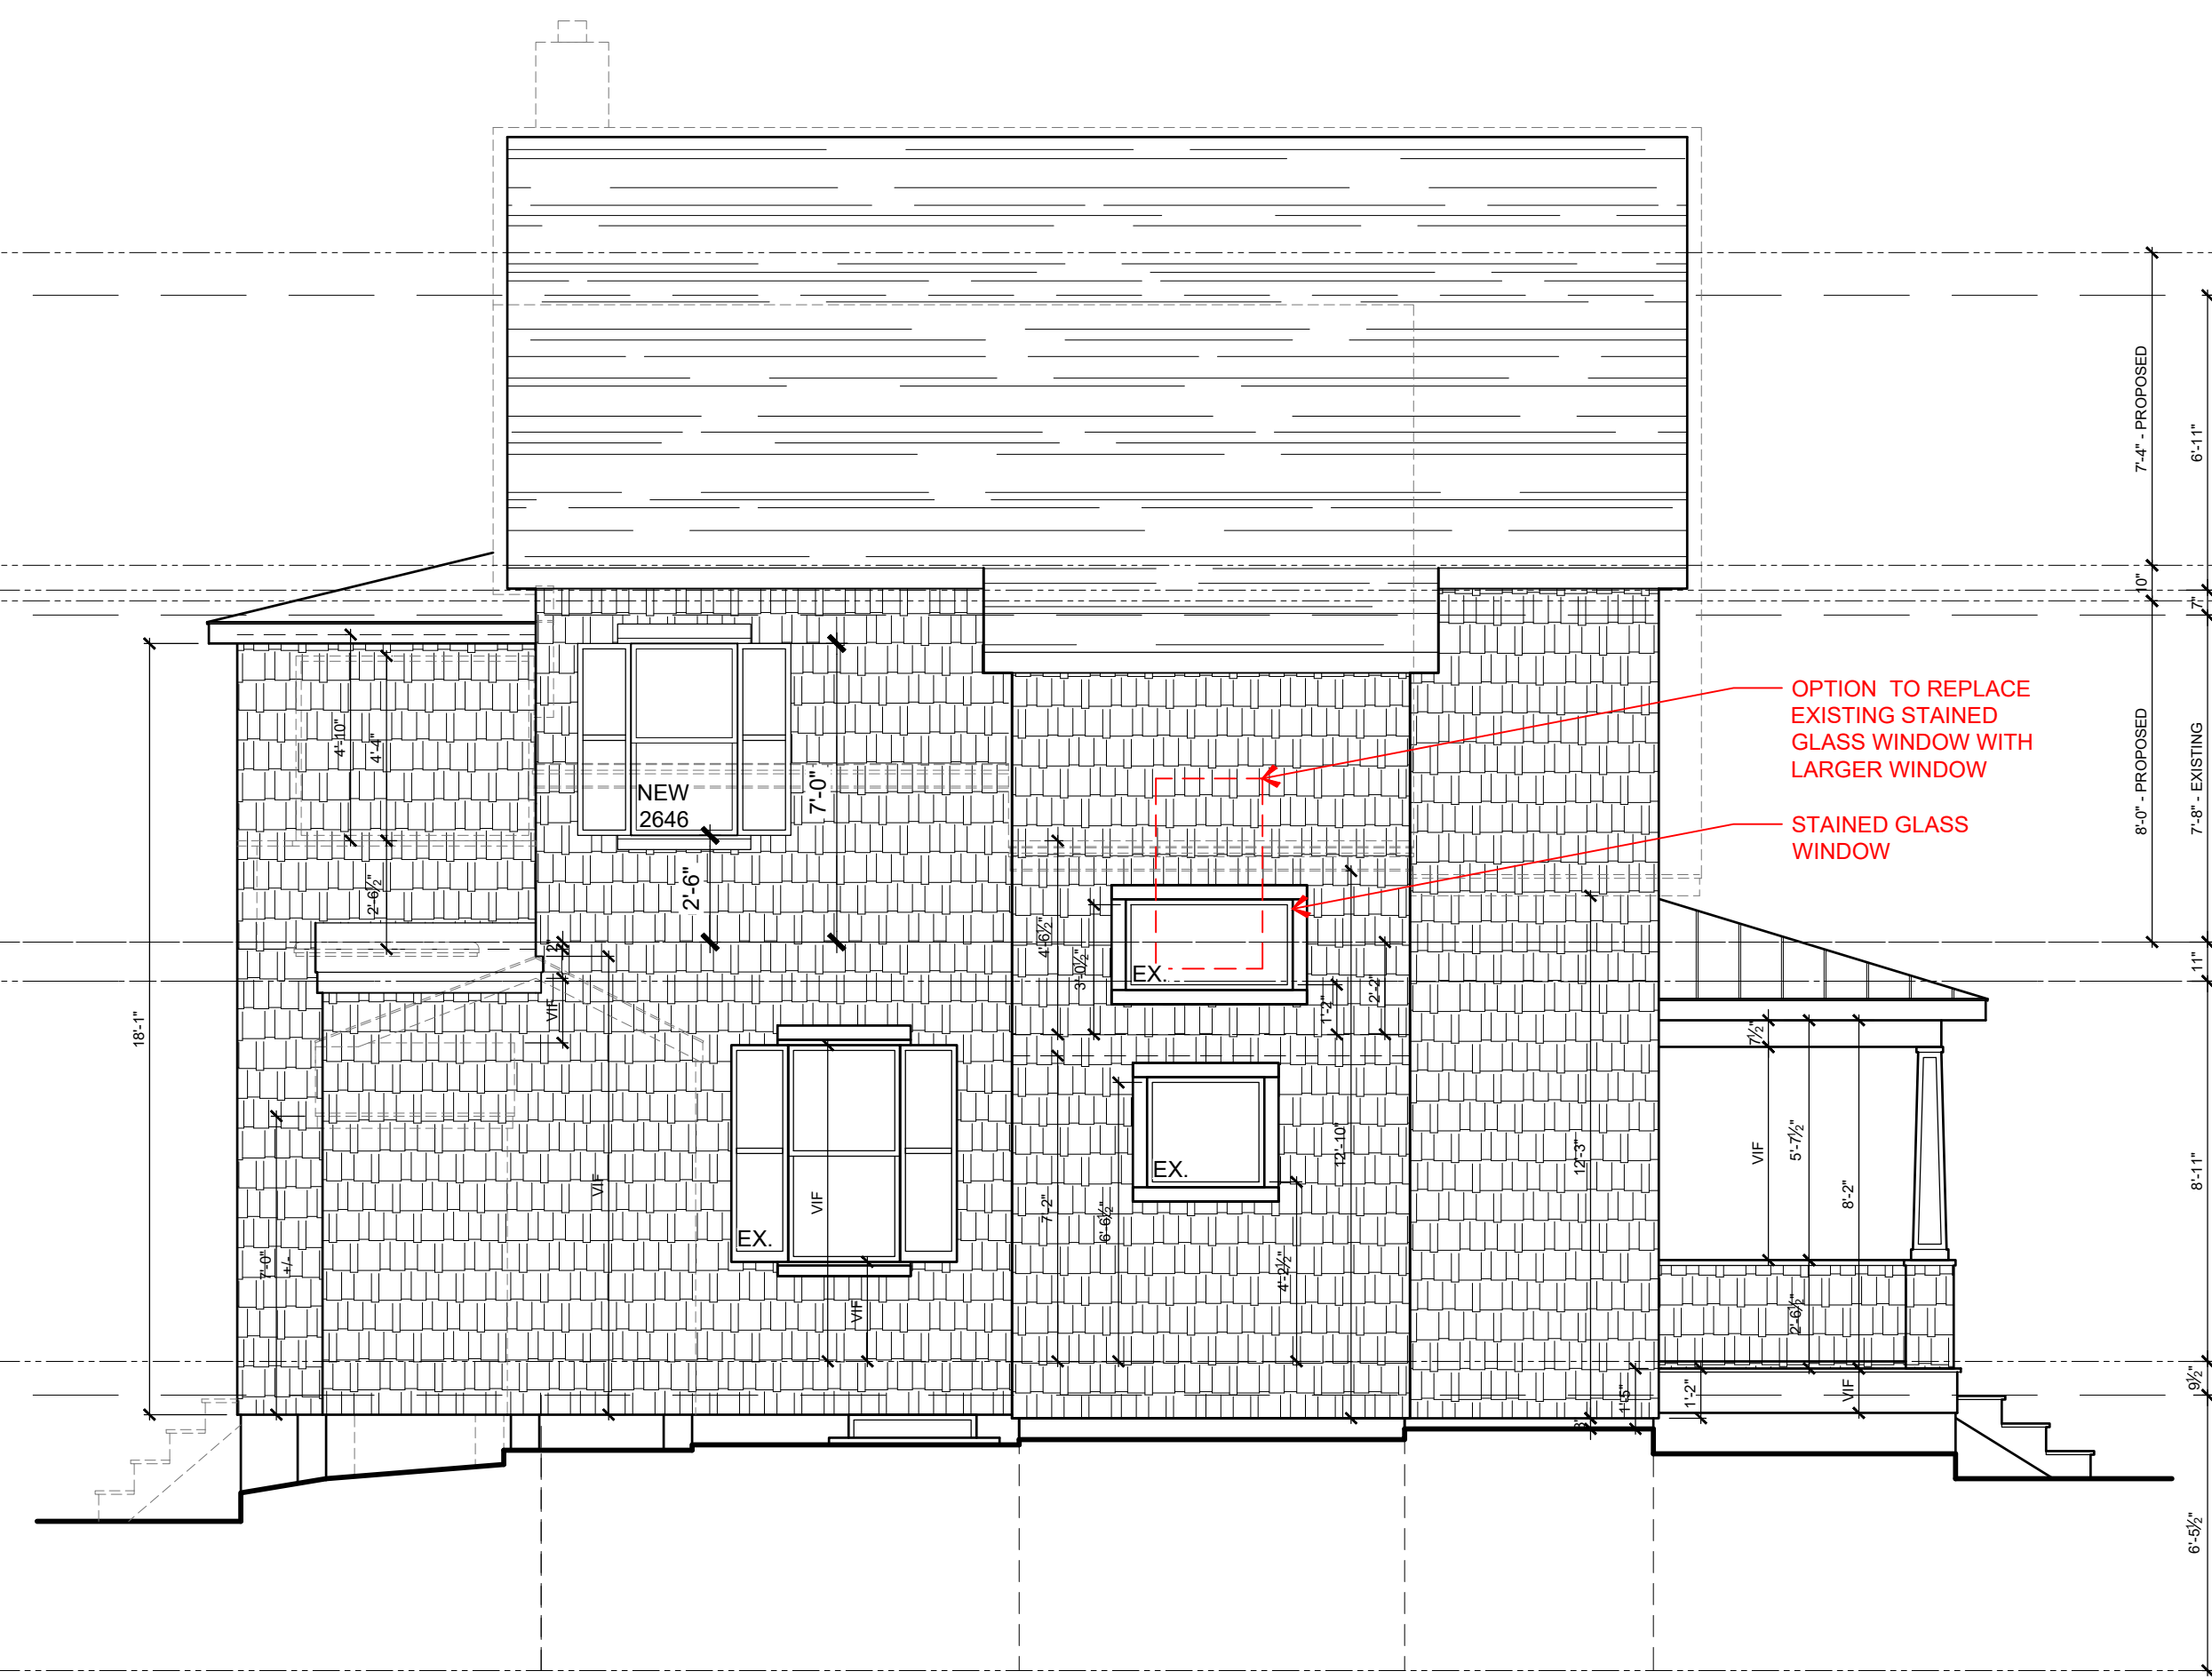 7'-4" - PROPOSED
6'-11"
10"
7"
OPTION TO REPLACE
EXISTING STAINED
GLASS WINDOW WITH
LARGER WINDOW
STAINED GLASS
WINDOW
8'-0" - PROPOSED
7'-8" - EXISTING
4'-10"
4'-4"
NEW
2646
7'-0"
2'-6"
2'-6½"
2"
VIF
4'-6½"
3'-0½"
EX.
1'-2"
2'-2"
11"
18'-1"
7½"
VIF
5'-7½"
8'-2"
8'-11"
VIF
VIF
EX.
VIF
7'-2"
6'-6½"
EX.
12'-10"
4'-2½"
12'-3"
7'-0"
+/-
2'-6½"
1'-5"
1'-2"
VIF
9½"
6'-5½"